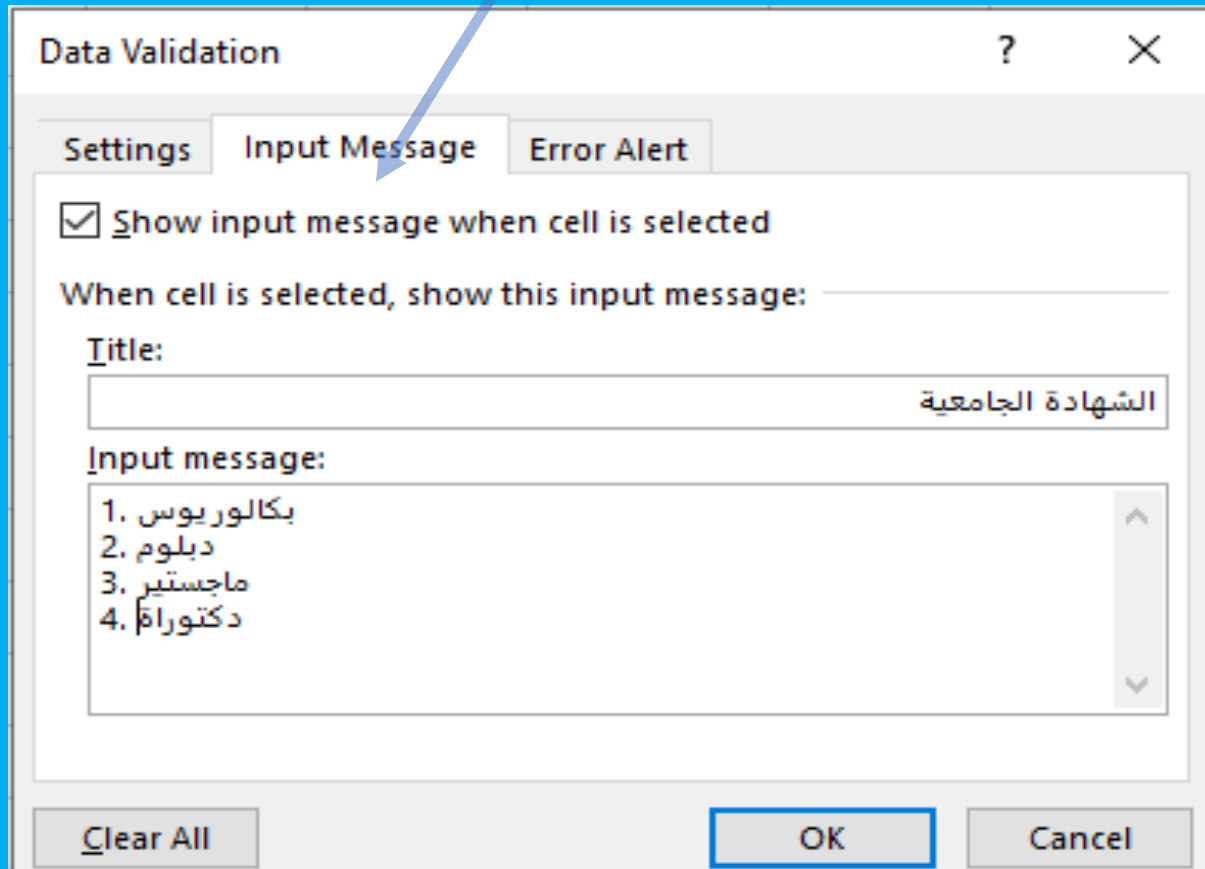 Data Validation ? ×
Settings Input Message Error Alert
Show input message when cell is selected
When cell is selected, show this input message:
Title:
الشهادة الجامعية
Input message:
1. بكالوريوس
2. دبلوم
3. ماجستير
4. دكتوراة
Clear All OK Cancel